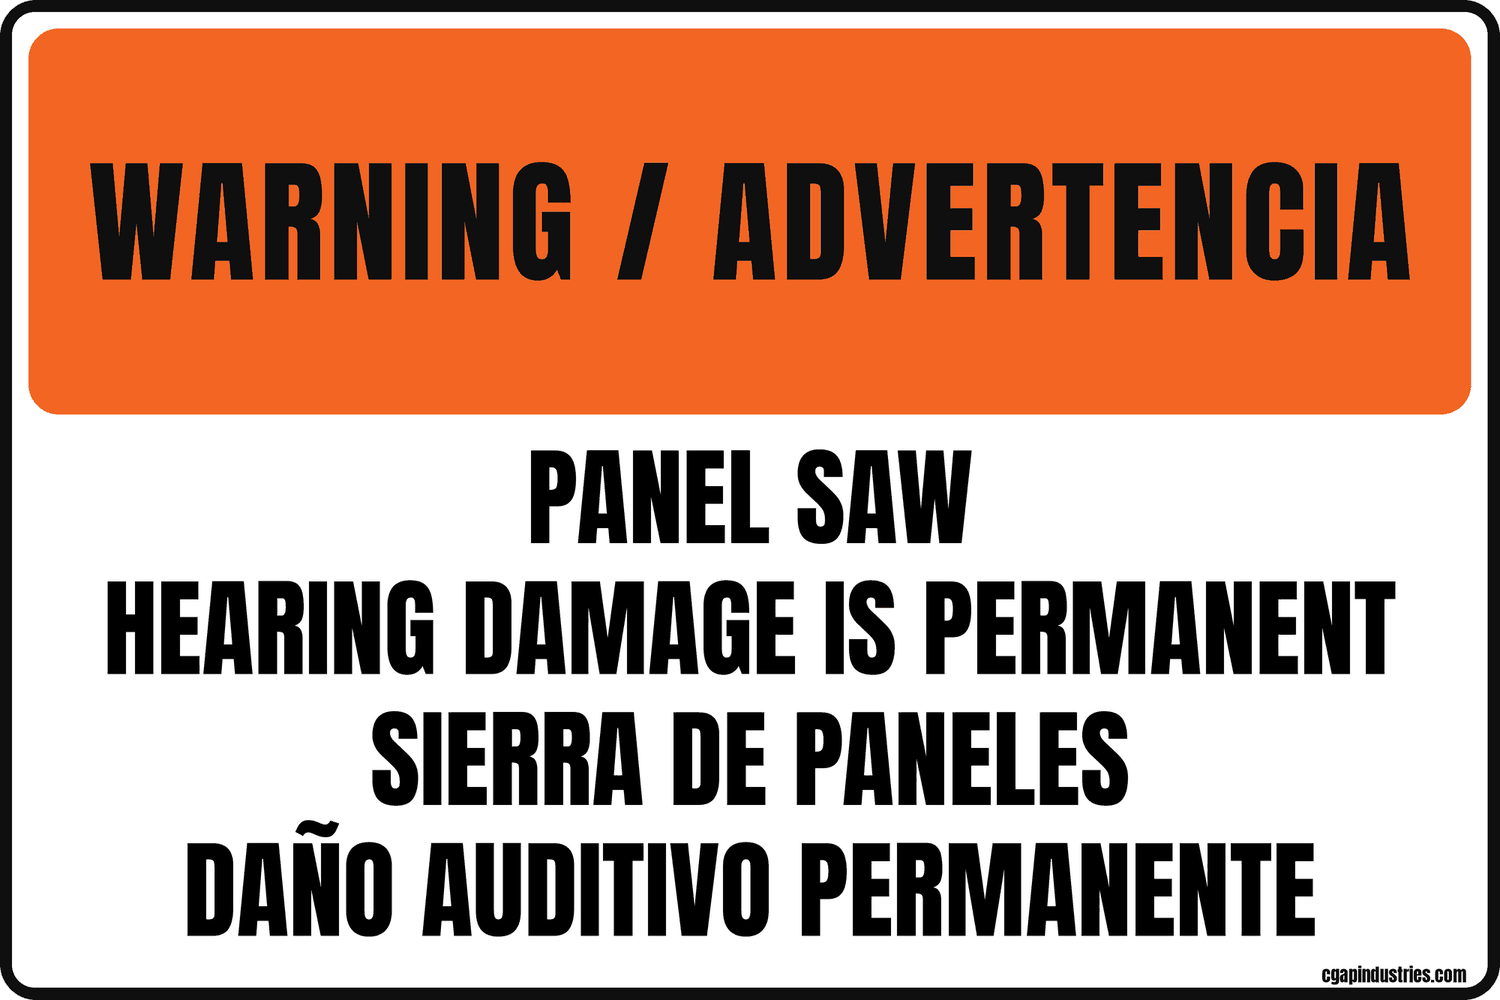 WARNING / ADVERTENCIA
PANEL SAW
HEARING DAMAGE IS PERMANENT
SIERRA DE PANELES
DAÑO AUDITIVO PERMANENTE
cgapindustries.com